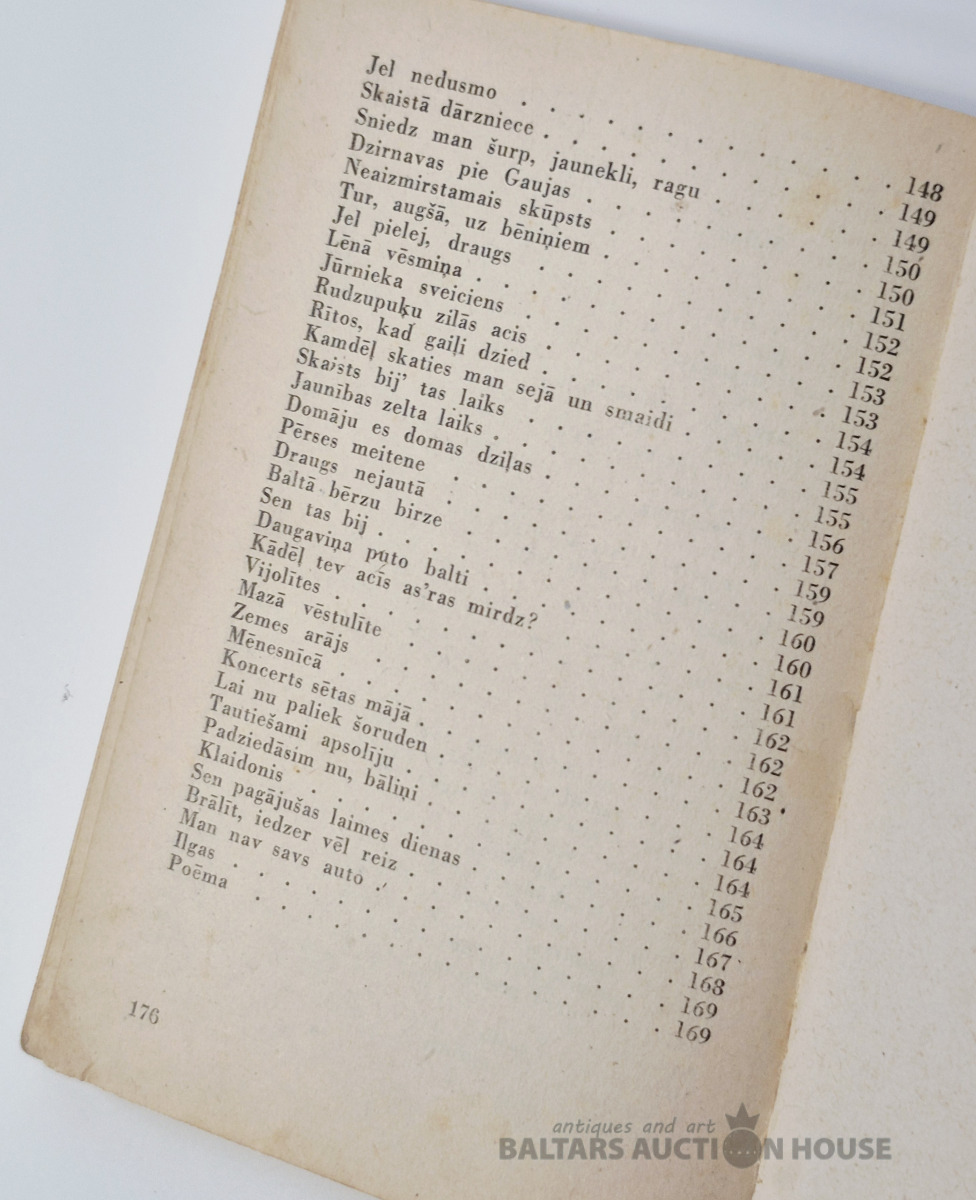 Jel nedusmo . . . . . . . . . 148
Skaistā dārzniece . . . . . . . . 149
Sniedz man šurp, jaunekli, ragu . . . . 149
Dzirnavas pie Gaujas . . . . . . . 150
Neaizmirstamais skūpsts . . . . . . 150
Tur, augšā, uz bēniņiem . . . . . . 151
Jel pielej, draugs . . . . . . . . 152
Lēnā vēsmiņa . . . . . . . . . 152
Jūrnieka sveiciens . . . . . . . . 153
Rudzupuķu zilās acis . . . . . . . 153
Rītos, kad gaiļi dzied . . . . . . . 154
Kamdēļ skaties man sejā un smaidi . . . 154
Skaists bij' tas laiks . . . . . . . 155
Jaunības zelta laiks . . . . . . . . 155
Domāju es domas dziļas . . . . . . 156
Pērses meitene . . . . . . . . . 157
Draugs nejautā . . . . . . . . . 159
Baltā bērzu birze . . . . . . . . 159
Sen tas bij . . . . . . . . . . 160
Daugaviņa puto balti . . . . . . . 160
Kādēļ tev acīs as'ras mirdz? . . . . . 161
Vijolītes . . . . . . . . . . 161
Mazā vēstulīte . . . . . . . . . 162
Zemes arājs . . . . . . . . . . 162
Mēnesnīcā . . . . . . . . . . 162
Koncerts sētas mājā . . . . . . . 163
Lai nu paliek šoruden . . . . . . . 164
Tautiešami apsolīju . . . . . . . . 164
Padziedāsim nu, bāliņi . . . . . . . 164
Klaidonis . . . . . . . . . . 165
Sen pagājušas laimes dienas . . . . . 166
Brālīt, iedzer vēl reiz . . . . . . . 167
Man nav savs auto . . . . . . . . 168
Ilgas . . . . . . . . . . . 169
Poēma . . . . . . . . . . . 169
176
antiques and art
BALTARS AUCTION HOUSE